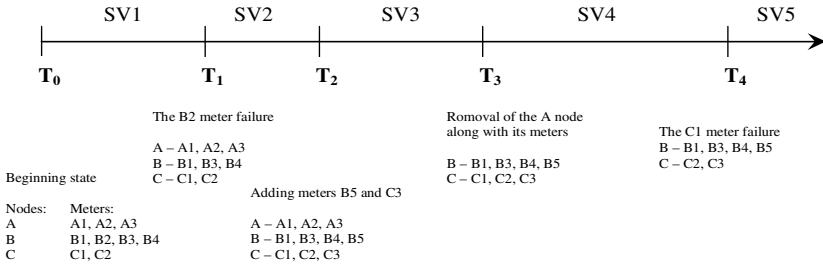 SV1 SV2 SV3 SV4 SV5
T0 T1 T2 T3 T4
The B2 meter failure
A – A1, A2, A3
B – B1, B3, B4
C – C1, C2
Romoval of the A node
along with its meters
B – B1, B3, B4, B5
C – C1, C2, C3
The C1 meter failure
B – B1, B3, B4, B5
C – C2, C3
Beginning state
Nodes: Meters:
A A1, A2, A3
B B1, B2, B3, B4
C C1, C2
Adding meters B5 and C3
A – A1, A2, A3
B – B1, B3, B4, B5
C – C1, C2, C3